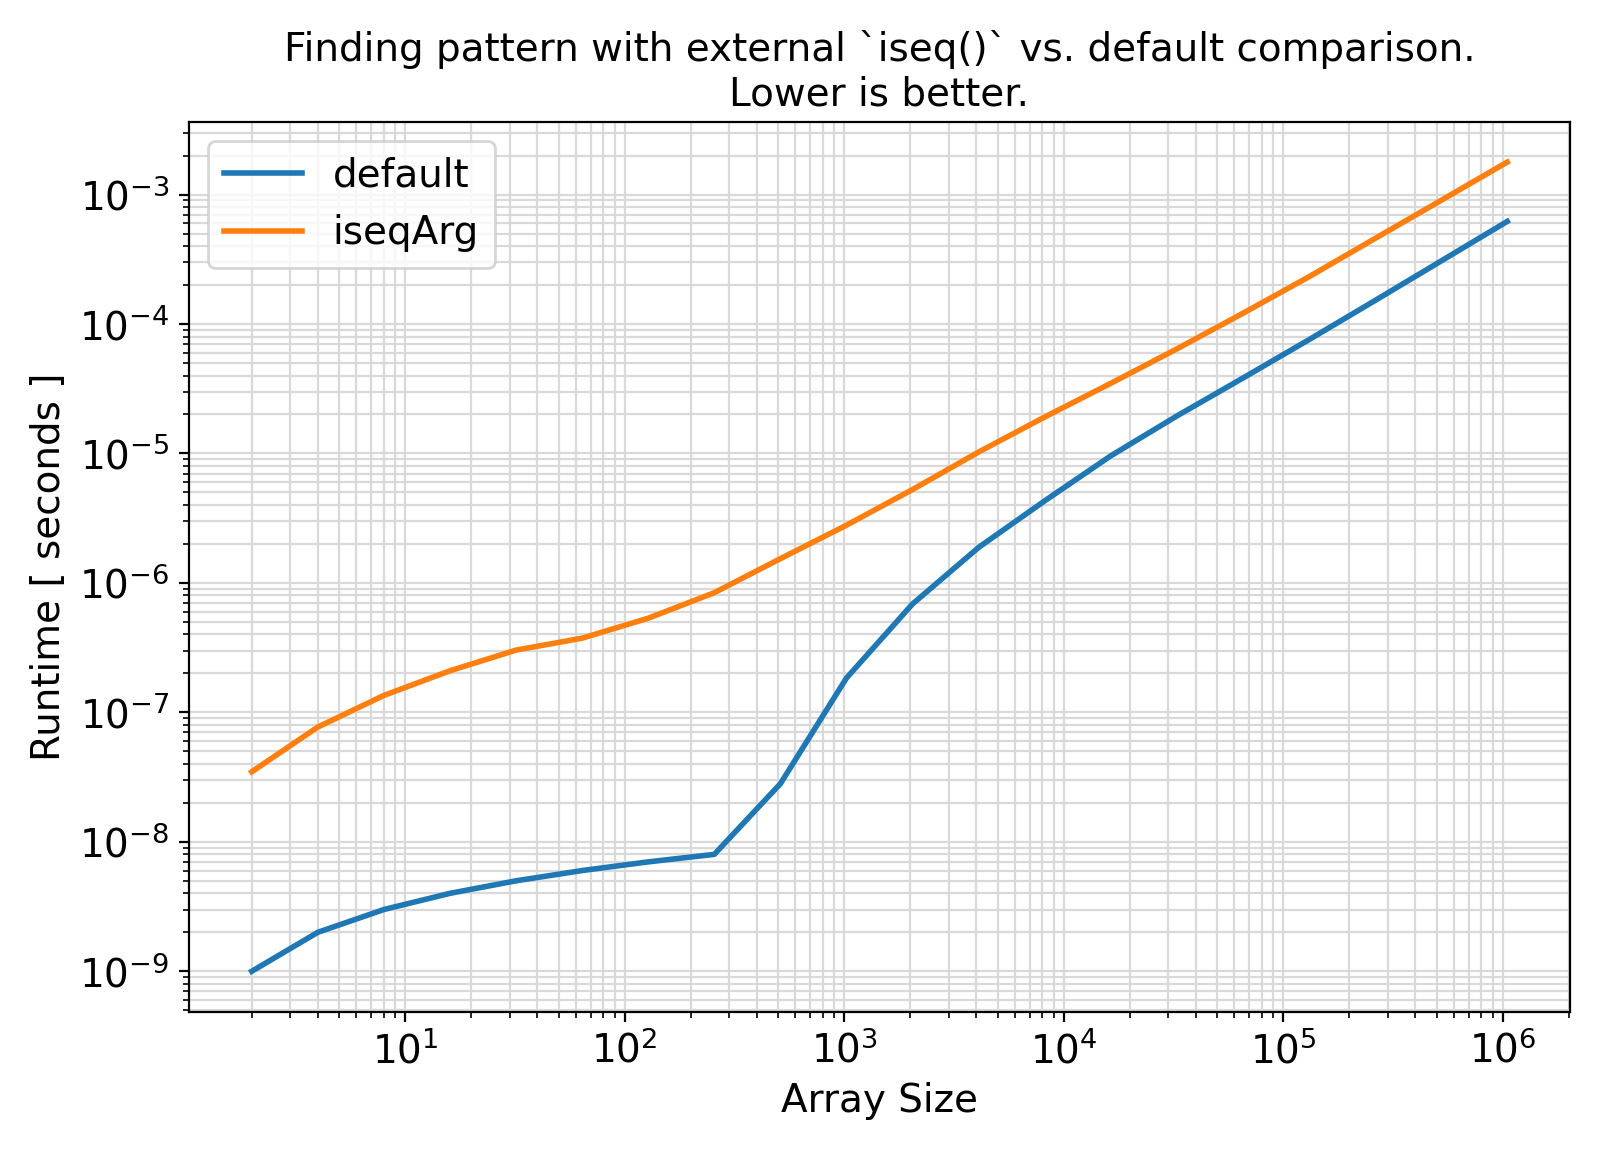 Finding pattern with external `iseq()` vs. default comparison.
Lower is better.
default
iseqArg
Runtime [ seconds ]
10⁻³
10⁻⁴
10⁻⁵
10⁻⁶
10⁻⁷
10⁻⁸
10⁻⁹
10¹ 10² 10³ 10⁴ 10⁵ 10⁶
Array Size